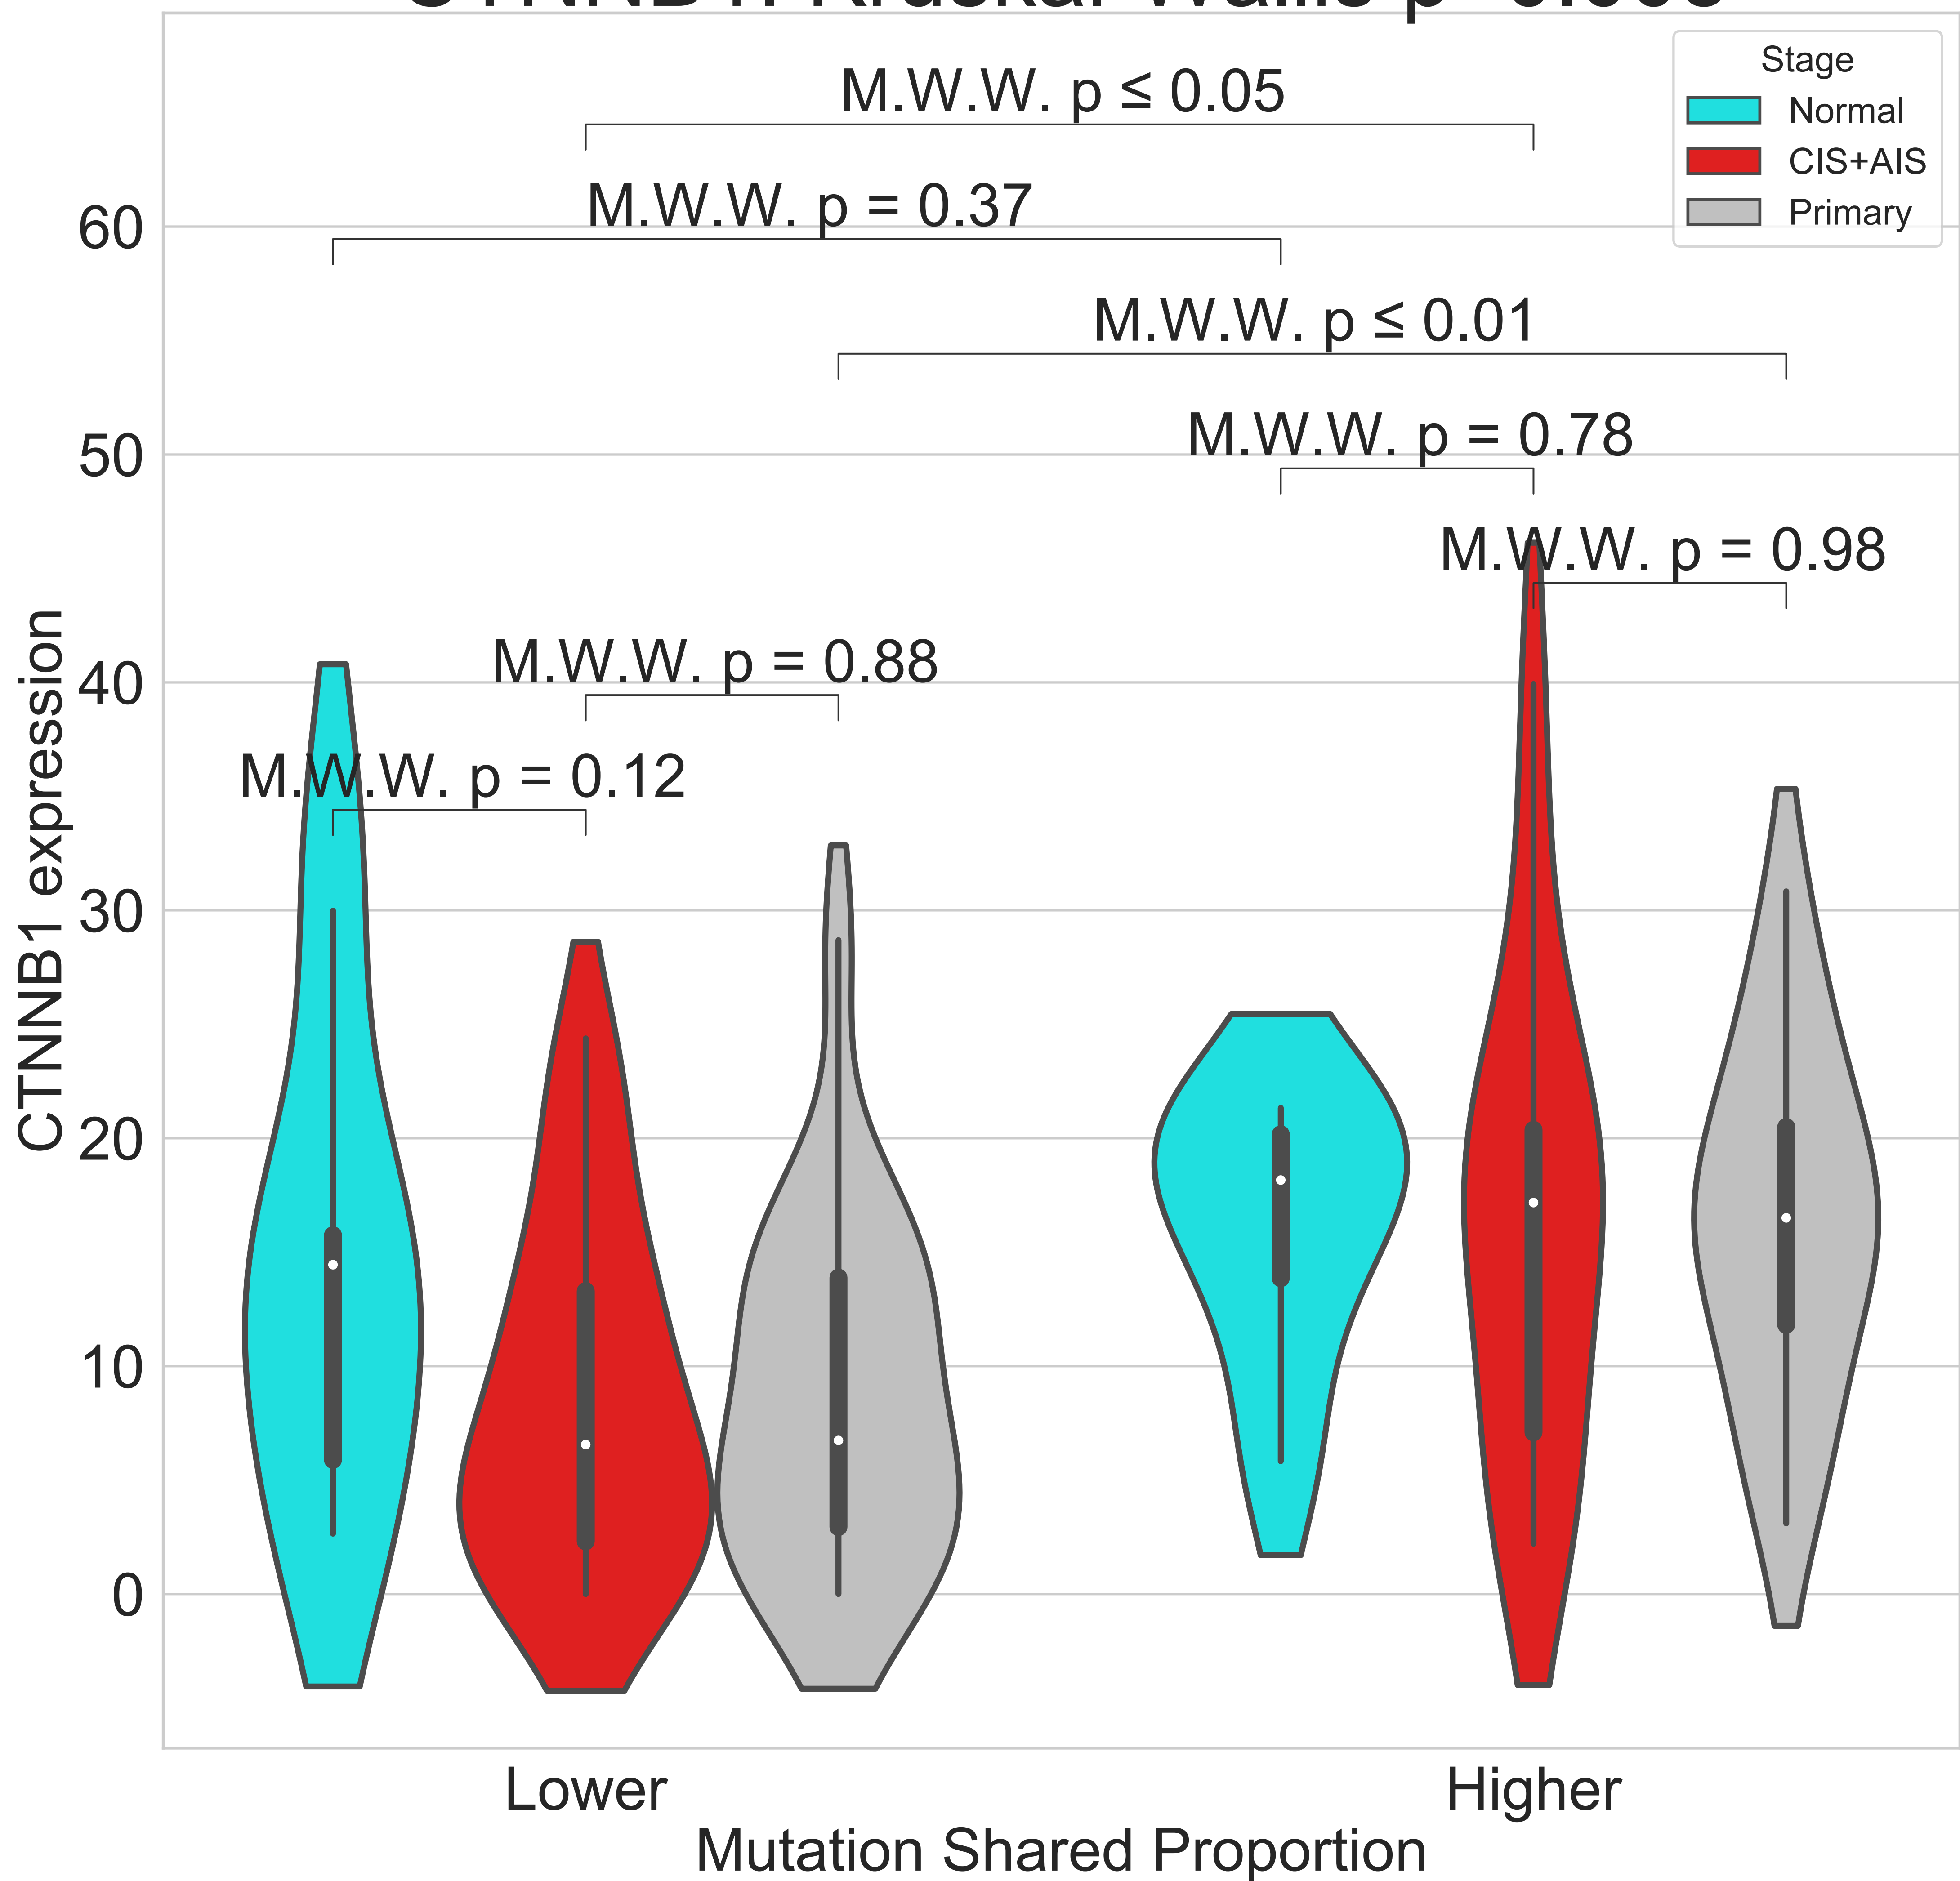 M.W.W. p ≤ 0.05
Stage
Normal
CIS+AIS
Primary
M.W.W. p = 0.37
M.W.W. p ≤ 0.01
M.W.W. p = 0.78
M.W.W. p = 0.98
M.W.W. p = 0.88
M.W.W. p = 0.12
60
50
40
30
20
10
0
CTNNB1 expression
Lower
Higher
Mutation Shared Proportion